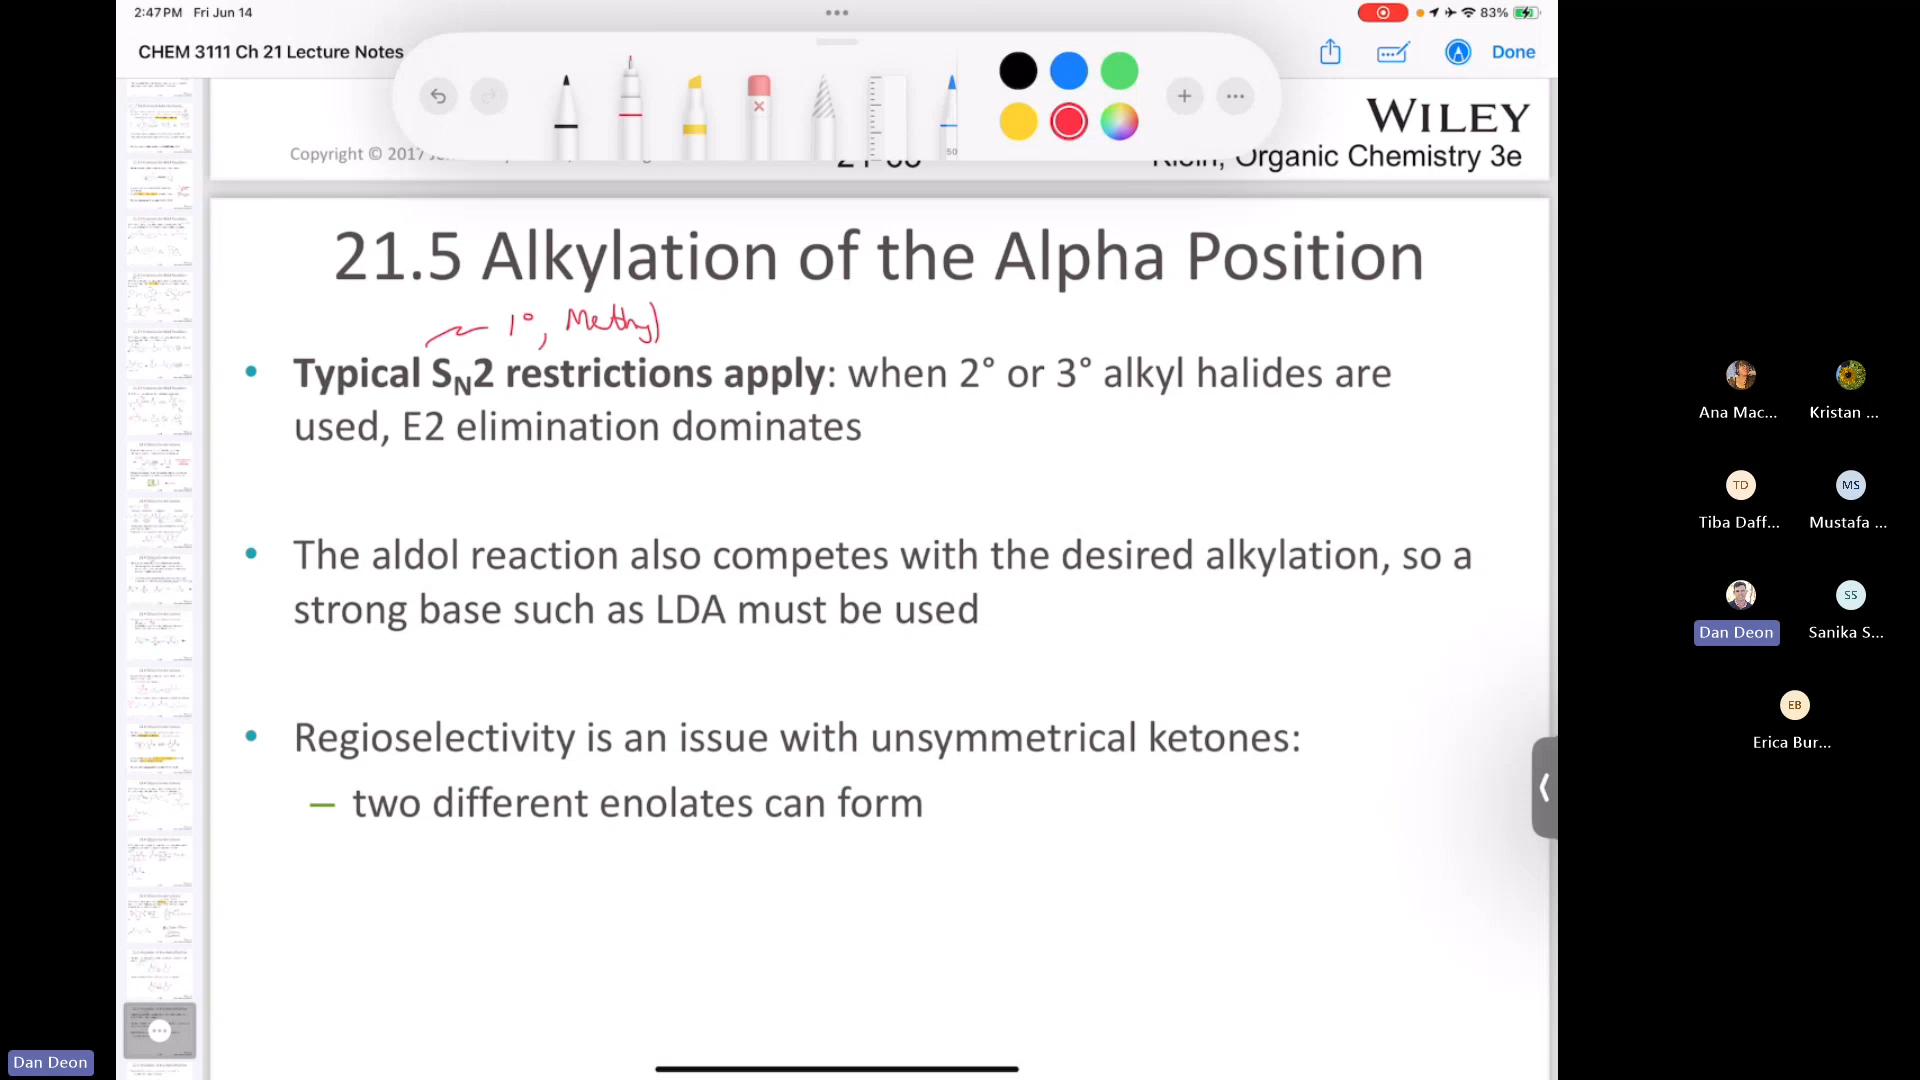 2:47 PM Fri Jun 14
83%
CHEM 3111 Ch 21 Lecture Notes
Done
50
WILEY
Copyright © 2017
Klein, Organic Chemistry 3e
21.5 Alkylation of the Alpha Position
1°, Methyl
• Typical SN2 restrictions apply: when 2° or 3° alkyl halides are
used, E2 elimination dominates
• The aldol reaction also competes with the desired alkylation, so a
strong base such as LDA must be used
• Regioselectivity is an issue with unsymmetrical ketones:
– two different enolates can form
Ana Mac...
Kristan ...
TD
MS
Tiba Daff...
Mustafa ...
SS
Dan Deon
Sanika S...
EB
Erica Bur...
Dan Deon